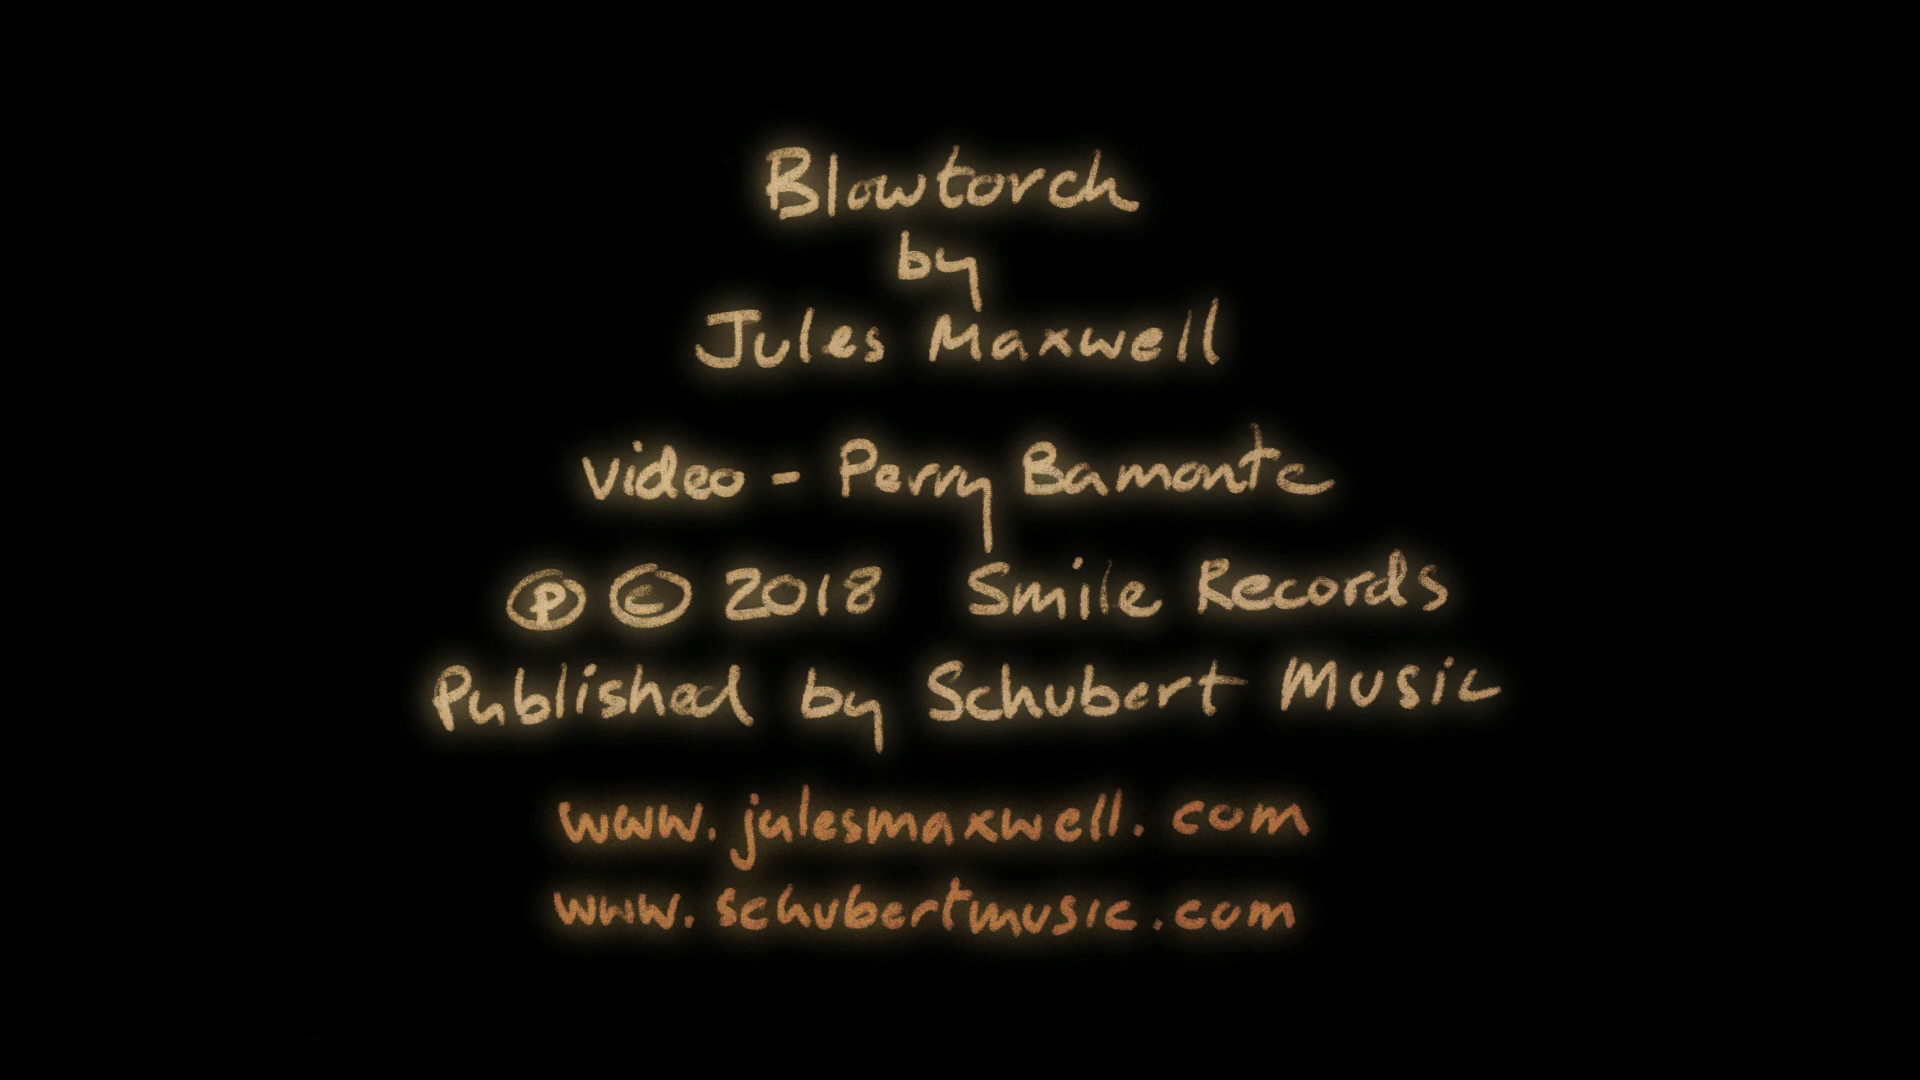 Blowtorch
by
Jules Maxwell
video - Perry Bamonte
℗ © 2018 Smile Records
Published by Schubert Music
www.julesmaxwell.com
www.schubertmusic.com